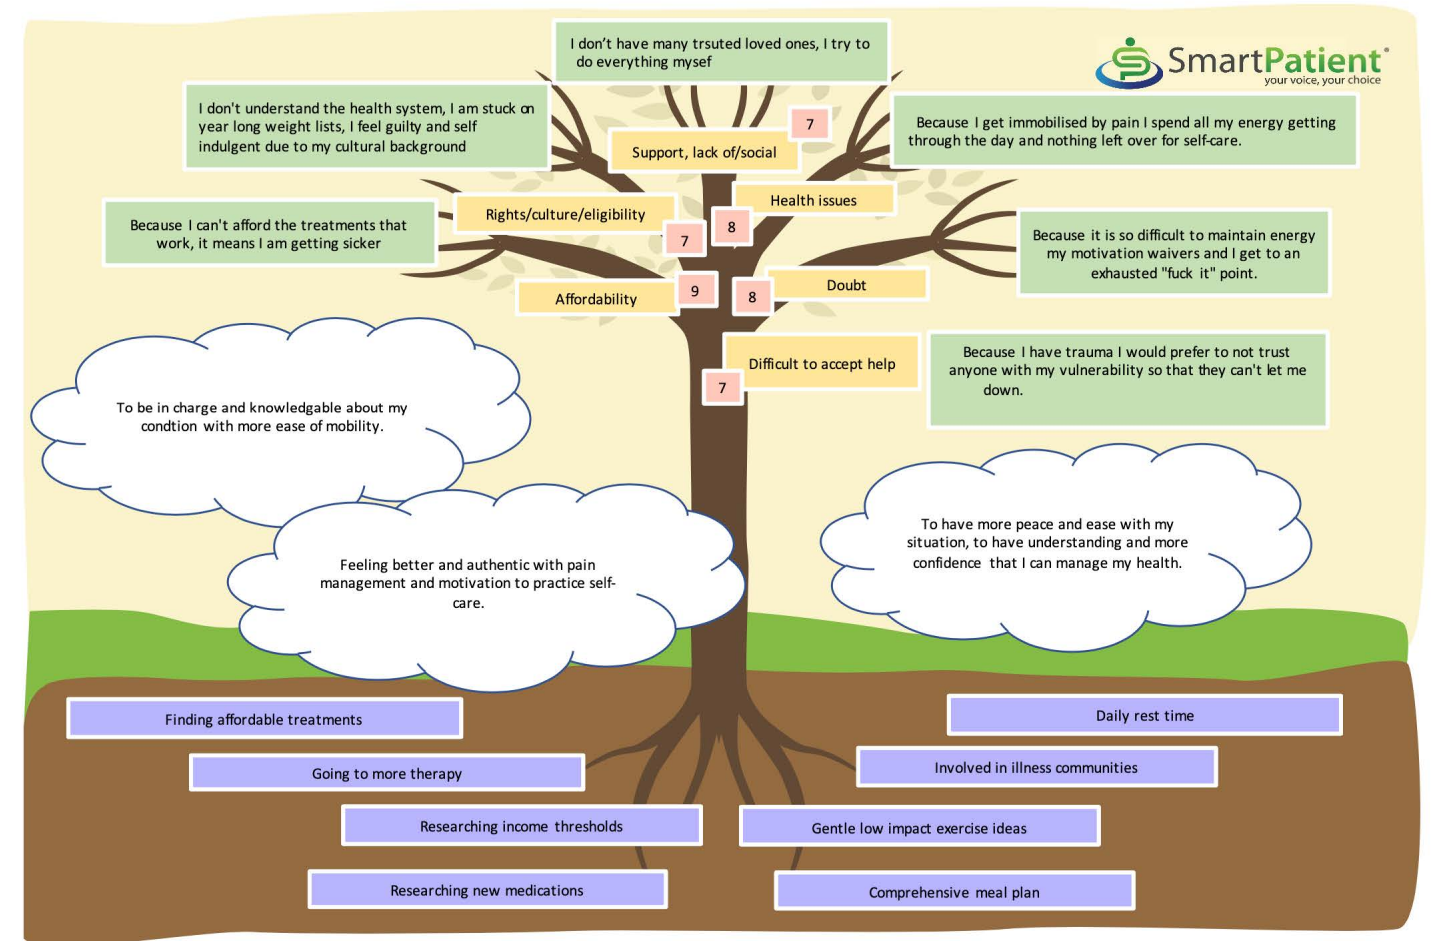 I don't have many trsuted loved ones, I try to
do everything mysef
SmartPatient®
your voice, your choice
I don't understand the health system, I am stuck on
year long weight lists, I feel guilty and self
indulgent due to my cultural background
7
Because I get immobilised by pain I spend all my energy getting
through the day and nothing left over for self-care.
Support, lack of/social
Health issues
Rights/culture/eligibility
8
7
Because I can't afford the treatments that
work, it means I am getting sicker
Because it is so difficult to maintain energy
my motivation waivers and I get to an
exhausted "fuck it" point.
Affordability
9
8
Doubt
Difficult to accept help
7
Because I have trauma I would prefer to not trust
anyone with my vulnerability so that they can't let me
down.
To be in charge and knowledgable about my
condtion with more ease of mobility.
Feeling better and authentic with pain
management and motivation to practice self-
care.
To have more peace and ease with my
situation, to have understanding and more
confidence that I can manage my health.
Finding affordable treatments
Daily rest time
Going to more therapy
Involved in illness communities
Researching income thresholds
Gentle low impact exercise ideas
Researching new medications
Comprehensive meal plan